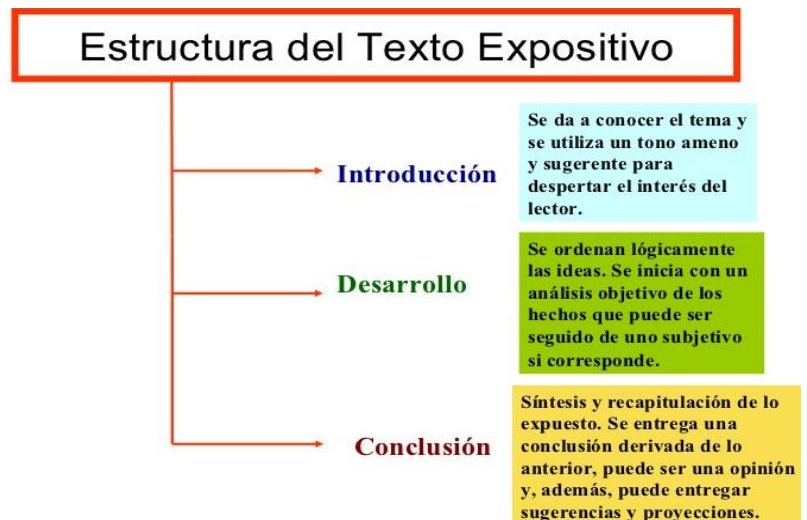 Estructura del Texto Expositivo
Introducción
Se da a conocer el tema y
se utiliza un tono ameno
y sugerente para
despertar el interés del
lector.
Desarrollo
Se ordenan lógicamente
las ideas. Se inicia con un
análisis objetivo de los
hechos que puede ser
seguido de uno subjetivo
si corresponde.
Conclusión
Síntesis y recapitulación de lo
expuesto. Se entrega una
conclusión derivada de lo
anterior, puede ser una opinión
y, además, puede entregar
sugerencias y proyecciones.